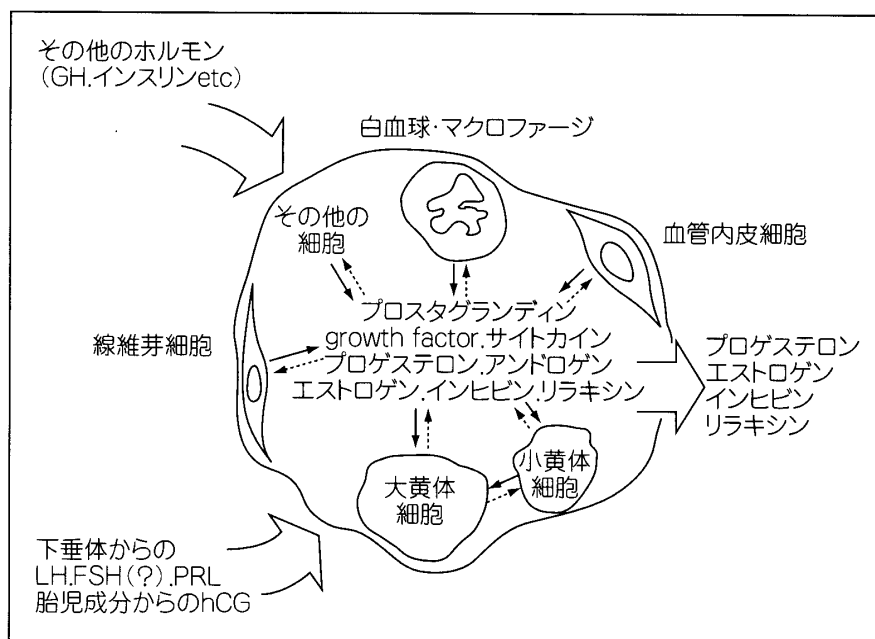 その他のホルモン
(GH.インスリンetc)
白血球・マクロファージ
その他の
細胞
血管内皮細胞
線維芽細胞
プロスタグランディン
growth factor.サイトカイン
プロゲステロン.アンドロゲン
エストロゲン.インヒビン.リラキシン
プロゲステロン
エストロゲン
インヒビン
リラキシン
大黄体
細胞
小黄体
細胞
下垂体からの
LH.FSH(?).PRL
胎児成分からのhCG